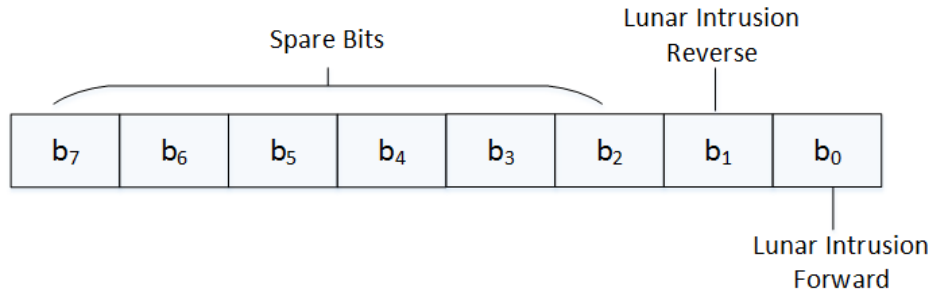 Lunar Intrusion
Reverse
Spare Bits
b₇ b₆ b₅ b₄ b₃ b₂ b₁ b₀
Lunar Intrusion
Forward